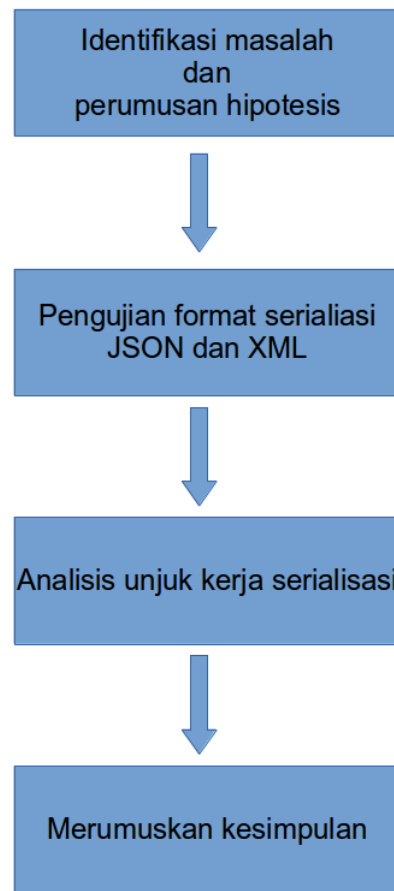 Identifikasi masalah
dan
perumusan hipotesis
Pengujian format serialiasi
JSON dan XML
Analisis unjuk kerja serialisasi
Merumuskan kesimpulan